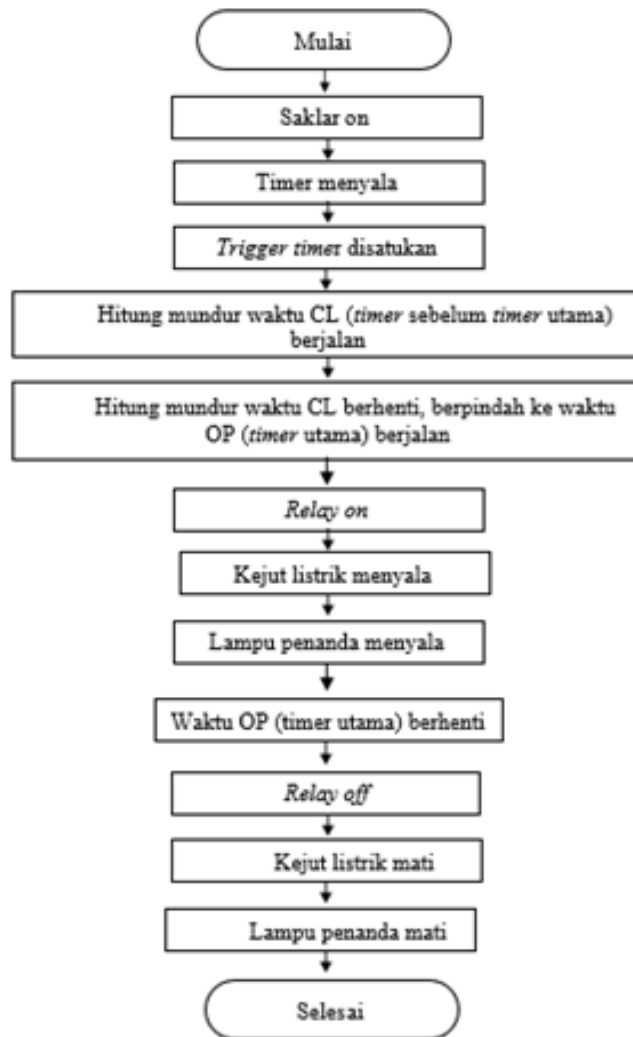 Mulai
Saklar on
Timer menyala
Trigger timer disatukan
Hitung mundur waktu CL (timer sebelum timer utama)
berjalan
Hitung mundur waktu CL berhenti, berpindah ke waktu
OP (timer utama) berjalan
Relay on
Kejut listrik menyala
Lampu penanda menyala
Waktu OP (timer utama) berhenti
Relay off
Kejut listrik mati
Lampu penanda mati
Selesai